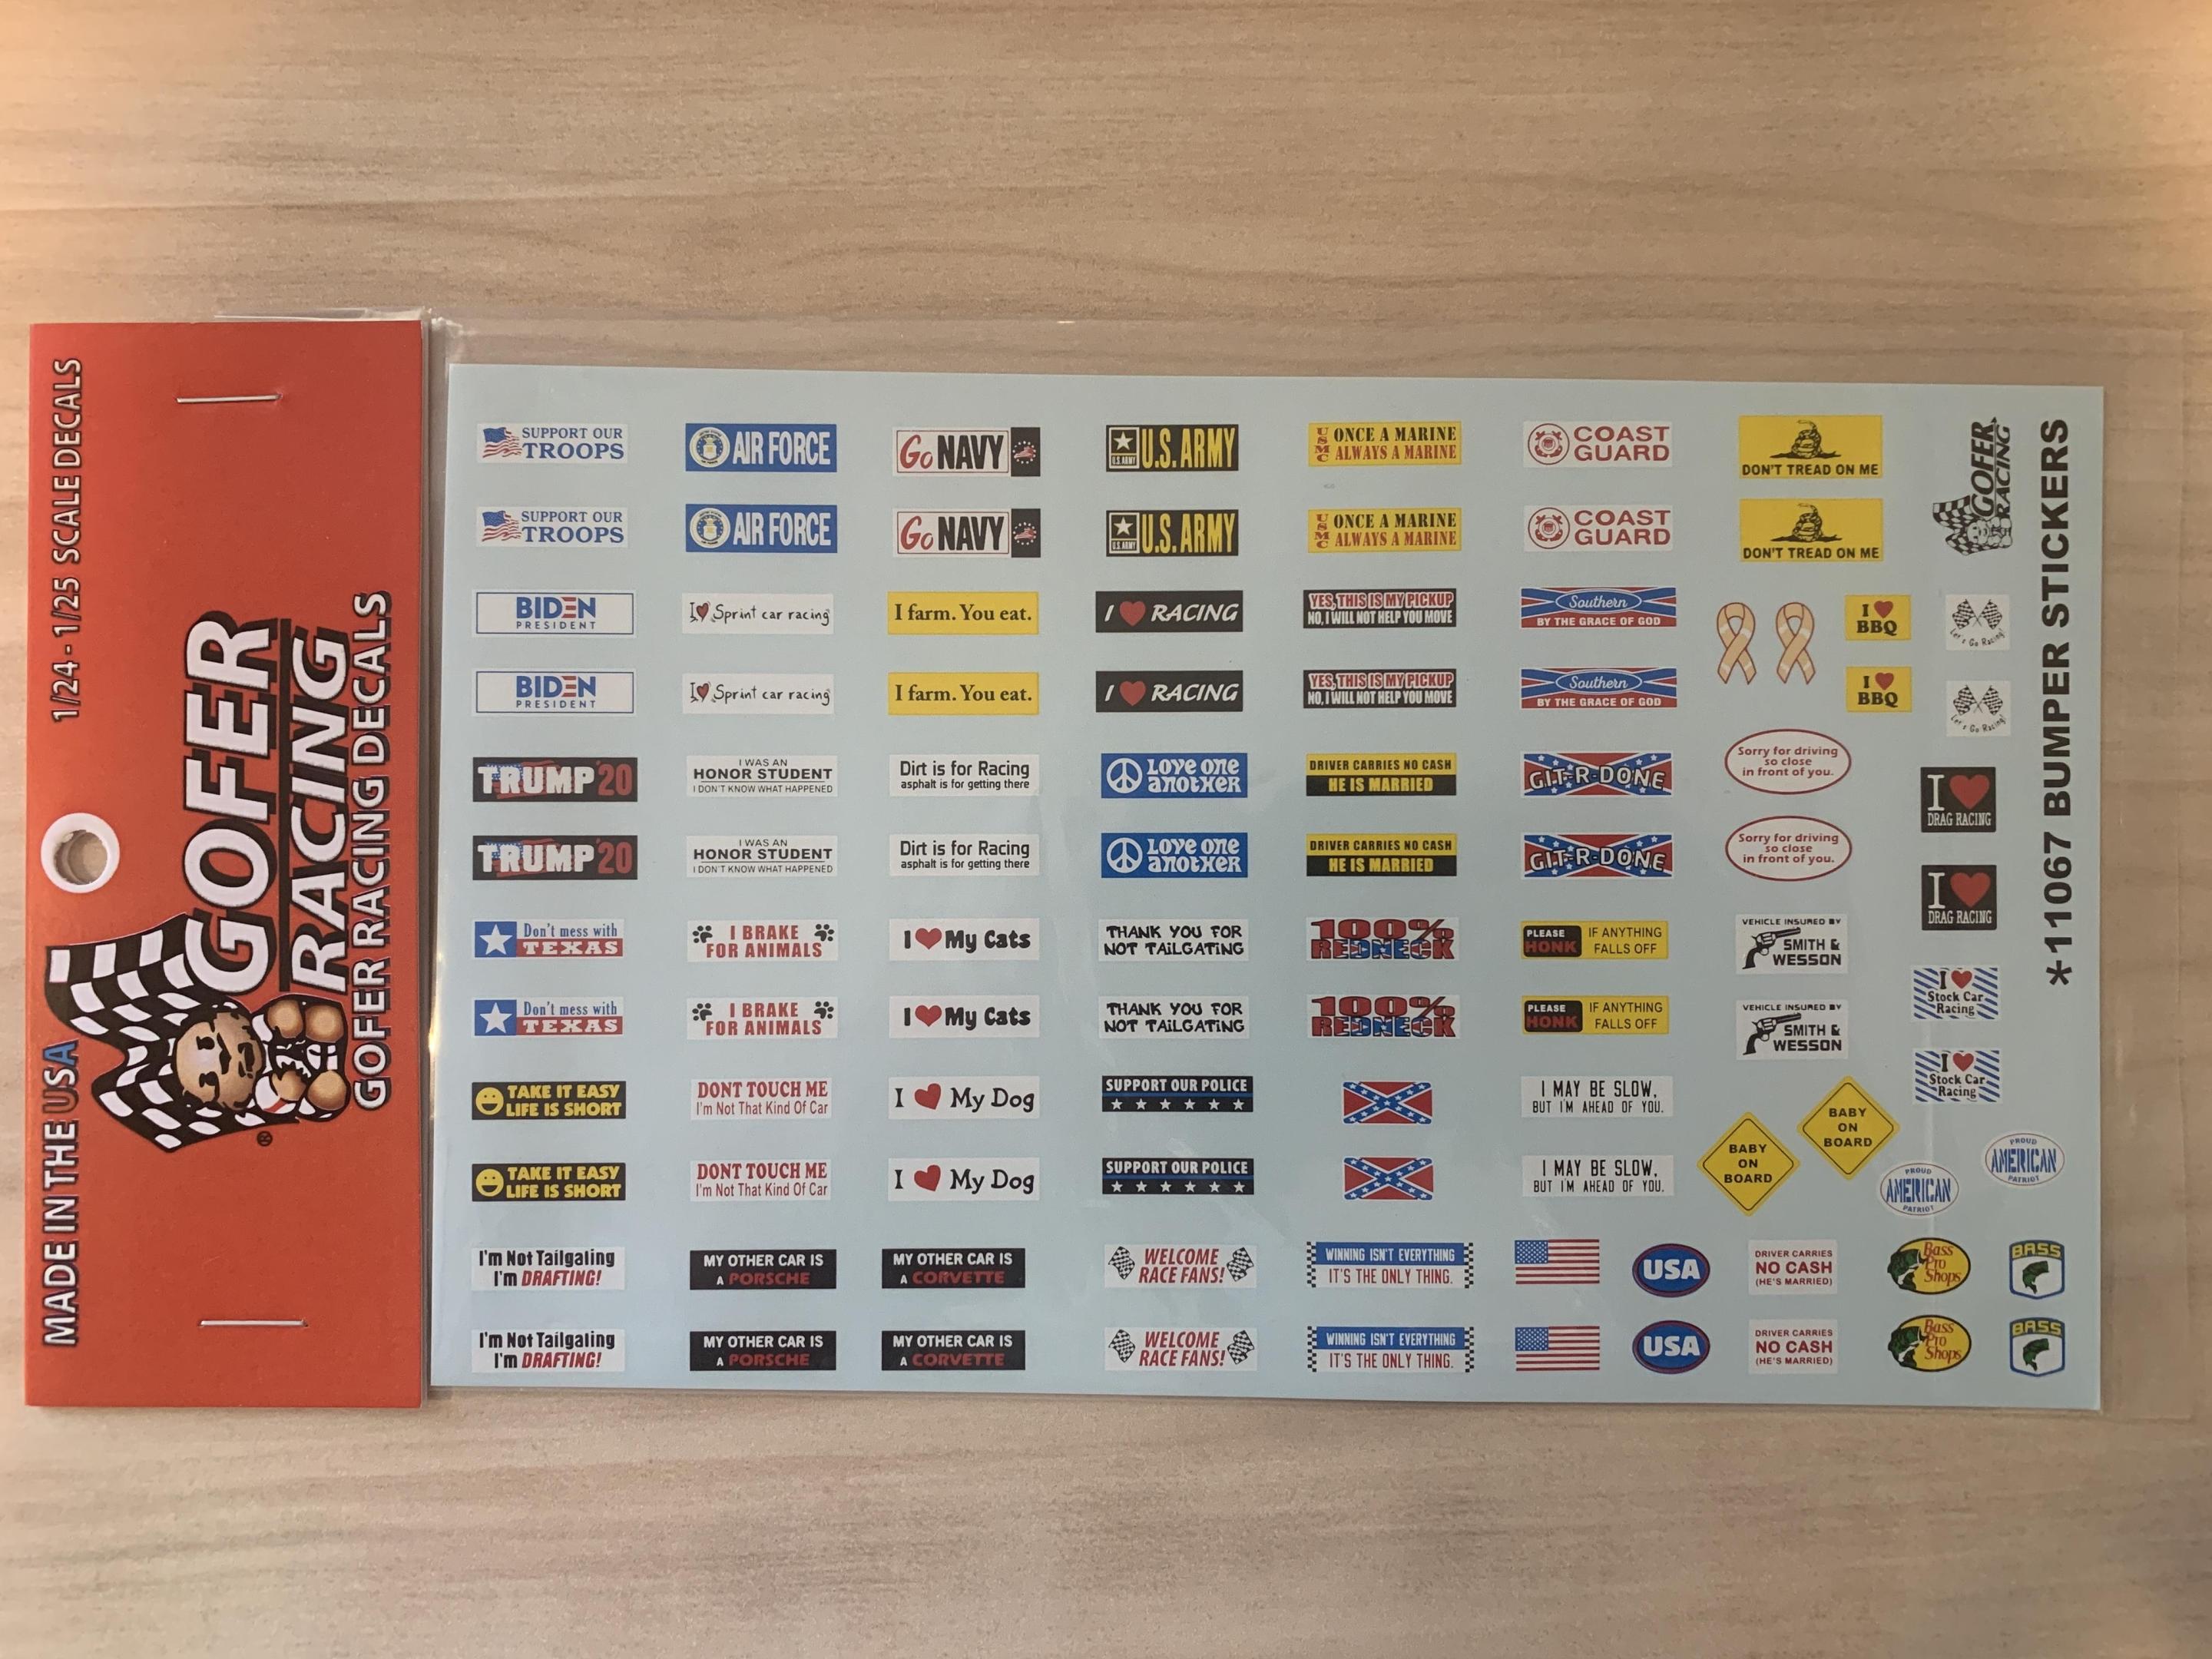 MADE IN THE USA
1/24 - 1/25 SCALE DECALS
GOFER
RACING
®
GOFER RACING DECALS
SUPPORT OUR
TROOPS
AIR FORCE
Go NAVY
U.S. ARMY
U.S. ARMY
USMC
ONCE A MARINE
ALWAYS A MARINE
COAST
GUARD
DON'T TREAD ON ME
SUPPORT OUR
TROOPS
AIR FORCE
Go NAVY
U.S. ARMY
U.S. ARMY
USMC
ONCE A MARINE
ALWAYS A MARINE
COAST
GUARD
DON'T TREAD ON ME
GOFER
RACING
BIDEN
PRESIDENT
I Sprint car racing
I farm. You eat.
I RACING
YES, THIS IS MY PICKUP
NO, I WILL NOT HELP YOU MOVE
Southern
BY THE GRACE OF GOD
I
BBQ
Let's Go Racing!
BIDEN
PRESIDENT
I Sprint car racing
I farm. You eat.
I RACING
YES, THIS IS MY PICKUP
NO, I WILL NOT HELP YOU MOVE
Southern
BY THE GRACE OF GOD
I
BBQ
Let's Go Racing!
TRUMP'20
I WAS AN
HONOR STUDENT
I DON'T KNOW WHAT HAPPENED
Dirt is for Racing
asphalt is for getting there
LOVE ONE
ANOTHER
DRIVER CARRIES NO CASH
HE IS MARRIED
GIT-R-DONE
Sorry for driving
so close
in front of you.
I
DRAG RACING
TRUMP'20
I WAS AN
HONOR STUDENT
I DON'T KNOW WHAT HAPPENED
Dirt is for Racing
asphalt is for getting there
LOVE ONE
ANOTHER
DRIVER CARRIES NO CASH
HE IS MARRIED
GIT-R-DONE
Sorry for driving
so close
in front of you.
I
DRAG RACING
Don't mess with
TEXAS
I BRAKE
FOR ANIMALS
I My Cats
THANK YOU FOR
NOT TAILGATING
100%
REDNECK
PLEASE
HONK
IF ANYTHING
FALLS OFF
VEHICLE INSURED BY
SMITH &
WESSON
I
Stock Car
Racing
Don't mess with
TEXAS
I BRAKE
FOR ANIMALS
I My Cats
THANK YOU FOR
NOT TAILGATING
100%
REDNECK
PLEASE
HONK
IF ANYTHING
FALLS OFF
VEHICLE INSURED BY
SMITH &
WESSON
I
Stock Car
Racing
TAKE IT EASY
LIFE IS SHORT
DONT TOUCH ME
I'm Not That Kind Of Car
I My Dog
SUPPORT OUR POLICE
I MAY BE SLOW,
BUT I'M AHEAD OF YOU.
BABY
ON
BOARD
PROUD
AMERICAN
PATRIOT
TAKE IT EASY
LIFE IS SHORT
DONT TOUCH ME
I'm Not That Kind Of Car
I My Dog
SUPPORT OUR POLICE
I MAY BE SLOW,
BUT I'M AHEAD OF YOU.
BABY
ON
BOARD
PROUD
AMERICAN
PATRIOT
I'm Not Tailgaling
I'm DRAFTING!
MY OTHER CAR IS
A PORSCHE
MY OTHER CAR IS
A CORVETTE
WELCOME
RACE FANS!
WINNING ISN'T EVERYTHING
IT'S THE ONLY THING.
USA
DRIVER CARRIES
NO CASH
(HE'S MARRIED)
Bass
Pro
Shops
BASS
I'm Not Tailgaling
I'm DRAFTING!
MY OTHER CAR IS
A PORSCHE
MY OTHER CAR IS
A CORVETTE
WELCOME
RACE FANS!
WINNING ISN'T EVERYTHING
IT'S THE ONLY THING.
USA
DRIVER CARRIES
NO CASH
(HE'S MARRIED)
Bass
Pro
Shops
BASS
*11067 BUMPER STICKERS